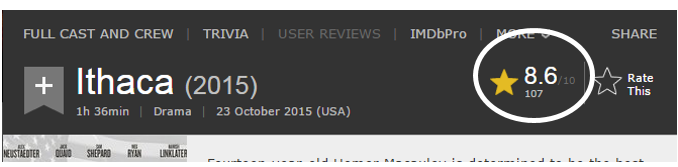 FULL CAST AND CREW | TRIVIA | USER REVIEWS | IMDbPro | MORE SHARE
+ Ithaca (2015) 8.6/10 Rate
107 This
1h 36min | Drama | 23 October 2015 (USA)
ALEX JACK SAM MEG HAMISH
NEUSTAEDTER QUAID SHEPARD RYAN LINKLATER
Fourteen-year-old Homer Macauley is determined to be the best